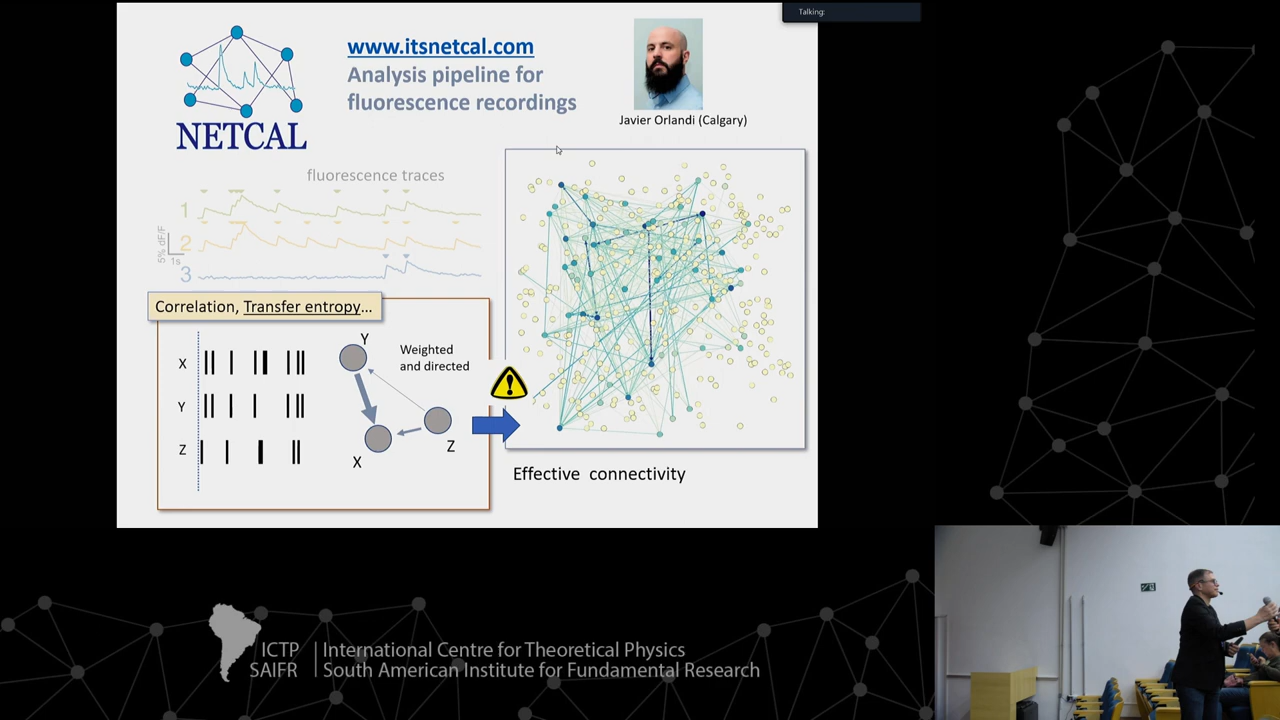 Talking:
www.itsnetcal.com
Analysis pipeline for
fluorescence recordings
NETCAL
Javier Orlandi (Calgary)
fluorescence traces
1
2
3
5% dF/F
1s
Correlation, Transfer entropy...
X
Y
Z
Y
X
Z
Weighted
and directed
Effective connectivity
ICTP
SAIFR
International Centre for Theoretical Physics
South American Institute for Fundamental Research